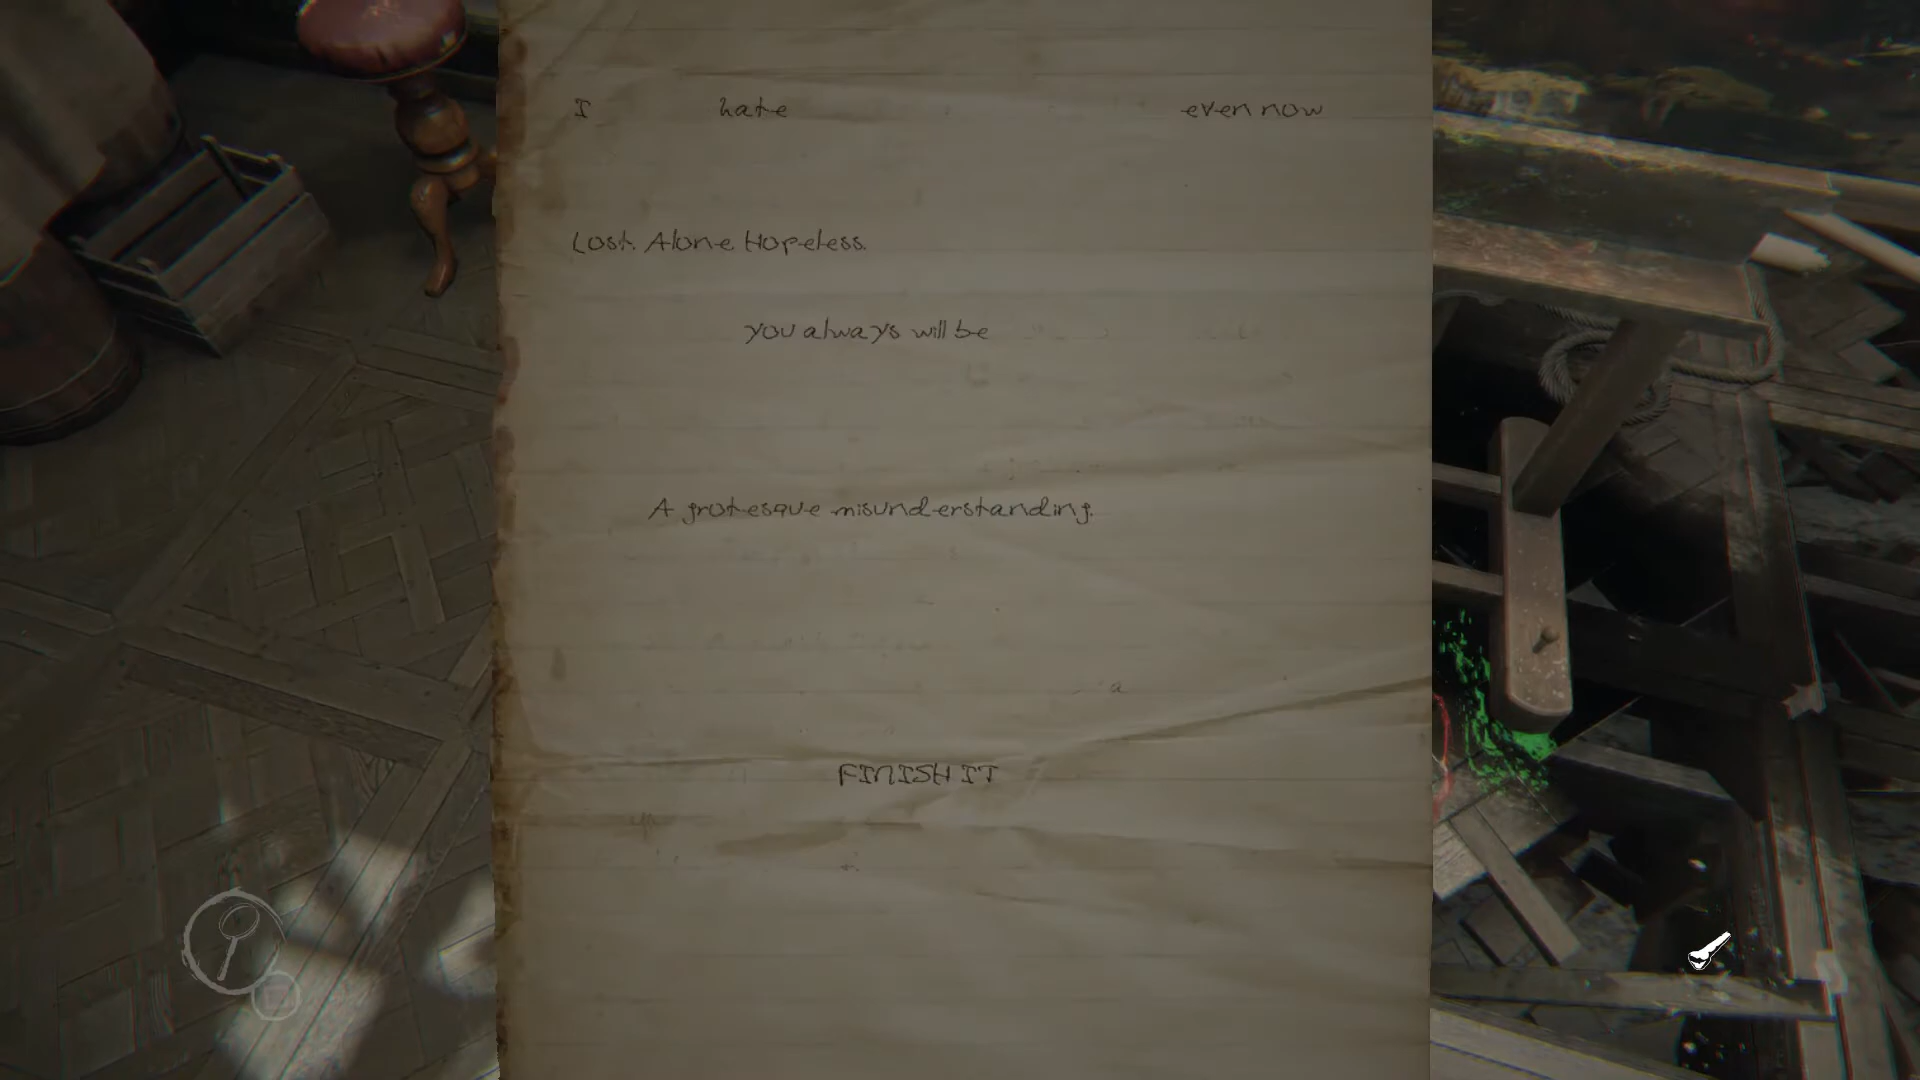 I hate even now
Lost. Alone. Hopeless.
you always will be
A grotesque misunderstanding.
a
FINISH IT